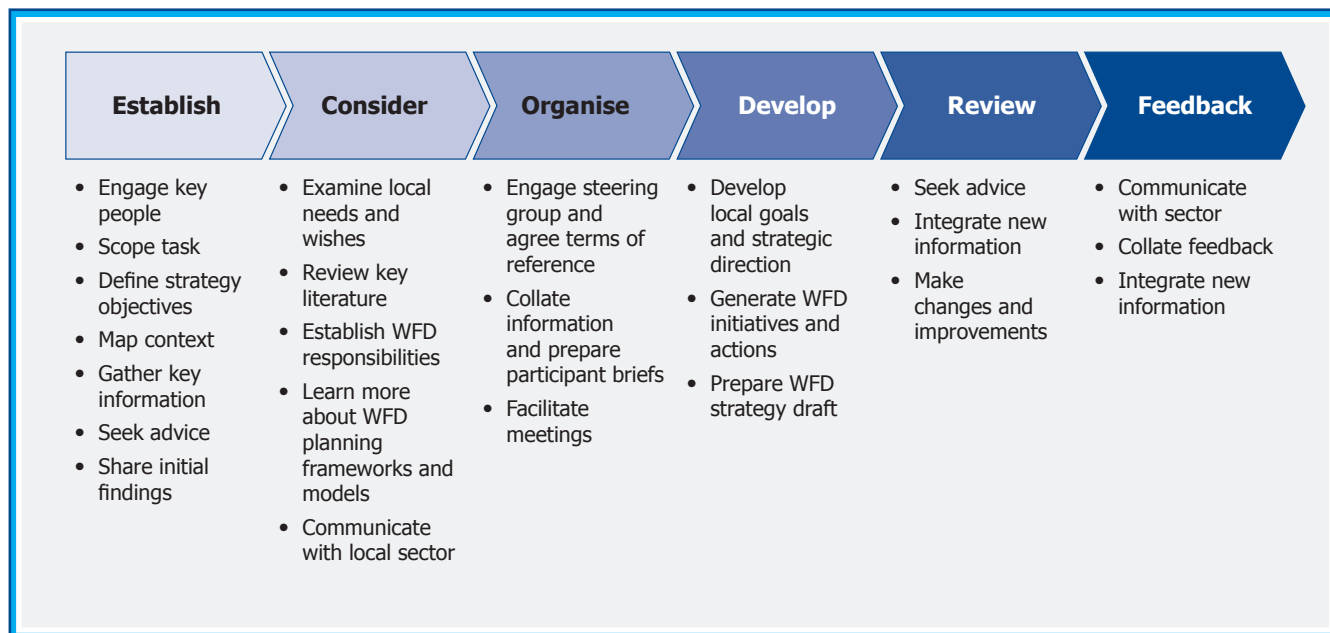 Establish
Consider
Organise
Develop
Review
Feedback
• Engage key
people
• Scope task
• Define strategy
objectives
• Map context
• Gather key
information
• Seek advice
• Share initial
findings
• Examine local
needs and
wishes
• Review key
literature
• Establish WFD
responsibilities
• Learn more
about WFD
planning
frameworks and
models
• Communicate
with local sector
• Engage steering
group and
agree terms of
reference
• Collate
information
and prepare
participant briefs
• Facilitate
meetings
• Develop
local goals
and strategic
direction
• Generate WFD
initiatives and
actions
• Prepare WFD
strategy draft
• Seek advice
• Integrate new
information
• Make
changes and
improvements
• Communicate
with sector
• Collate feedback
• Integrate new
information